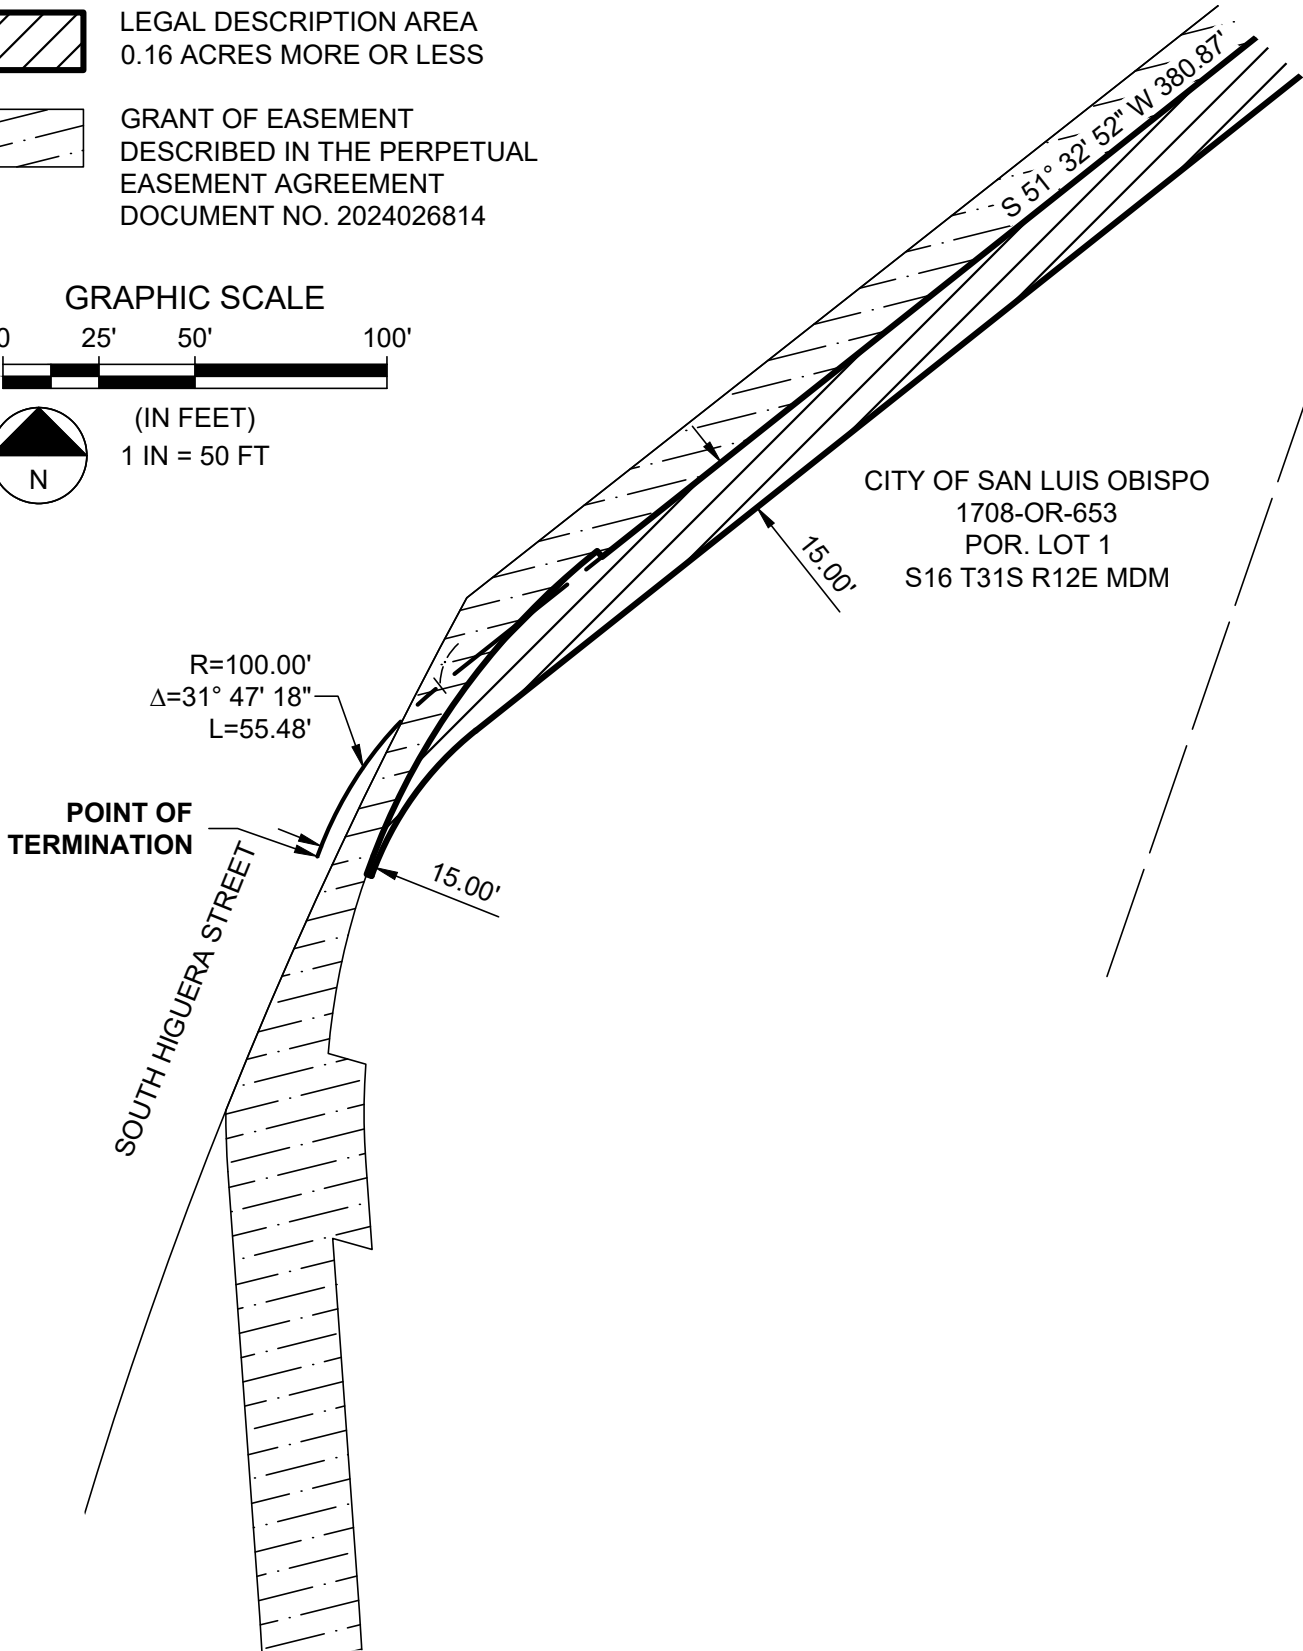 LEGAL DESCRIPTION AREA
0.16 ACRES MORE OR LESS
GRANT OF EASEMENT
DESCRIBED IN THE PERPETUAL
EASEMENT AGREEMENT
DOCUMENT NO. 2024026814
GRAPHIC SCALE
0 25' 50' 100'
(IN FEET)
1 IN = 50 FT
N
S 51° 32' 52" W 380.87'
CITY OF SAN LUIS OBISPO
1708-OR-653
POR. LOT 1
S16 T31S R12E MDM
15.00'
R=100.00'
Δ=31° 47' 18"
L=55.48'
POINT OF
TERMINATION
15.00'
SOUTH HIGUERA STREET